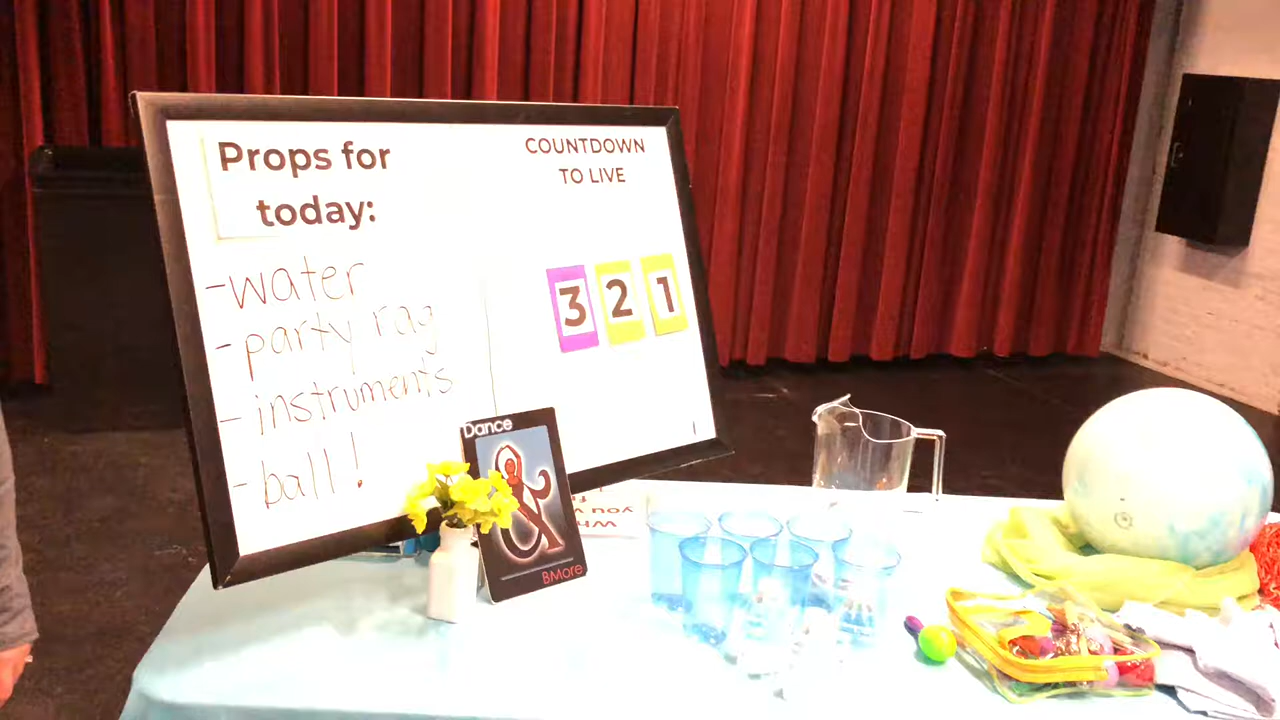 Props for
today:
-water
- party rag
- instruments
- ball!
COUNTDOWN
TO LIVE
3 2 1
Dance
&
BMore